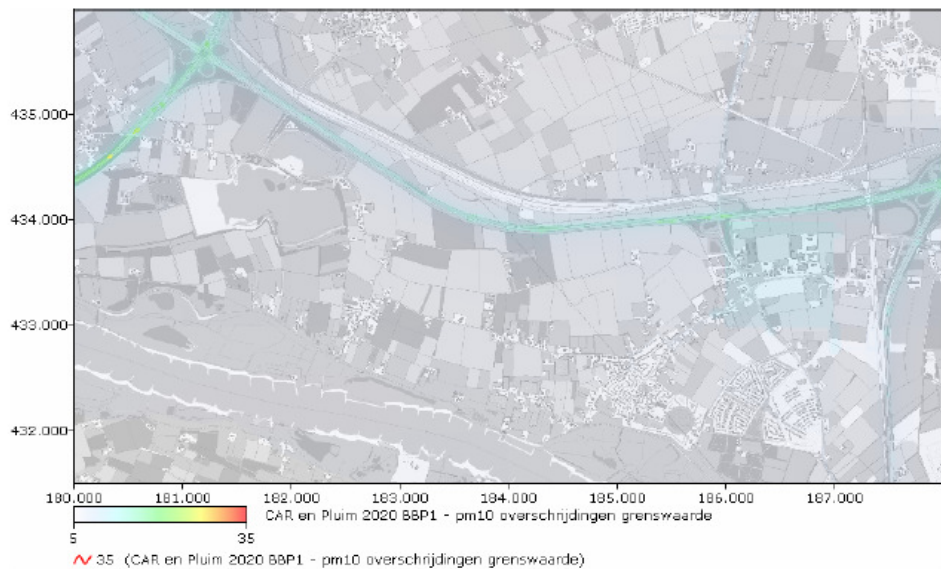 435.000
434.000
433.000
432.000
180.000 181.000 182.000 183.000 184.000 185.000 186.000 187.000
CAR en Pluim 2020 BBP1 - pm10 overschrijdingen grenswaarde
5 35
35 (CAR en Pluim 2020 BBP1 - pm10 overschrijdingen grenswaarde)